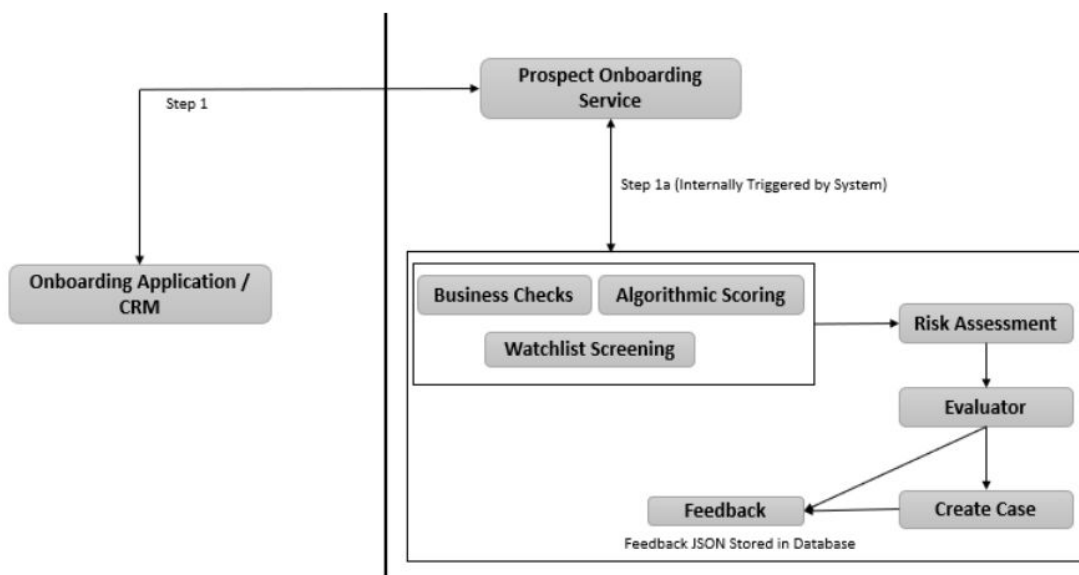 Prospect Onboarding
Service
Step 1
Step 1a (Internally Triggered by System)
Onboarding Application /
CRM
Business Checks
Algorithmic Scoring
Watchlist Screening
Risk Assessment
Evaluator
Feedback
Create Case
Feedback JSON Stored in Database